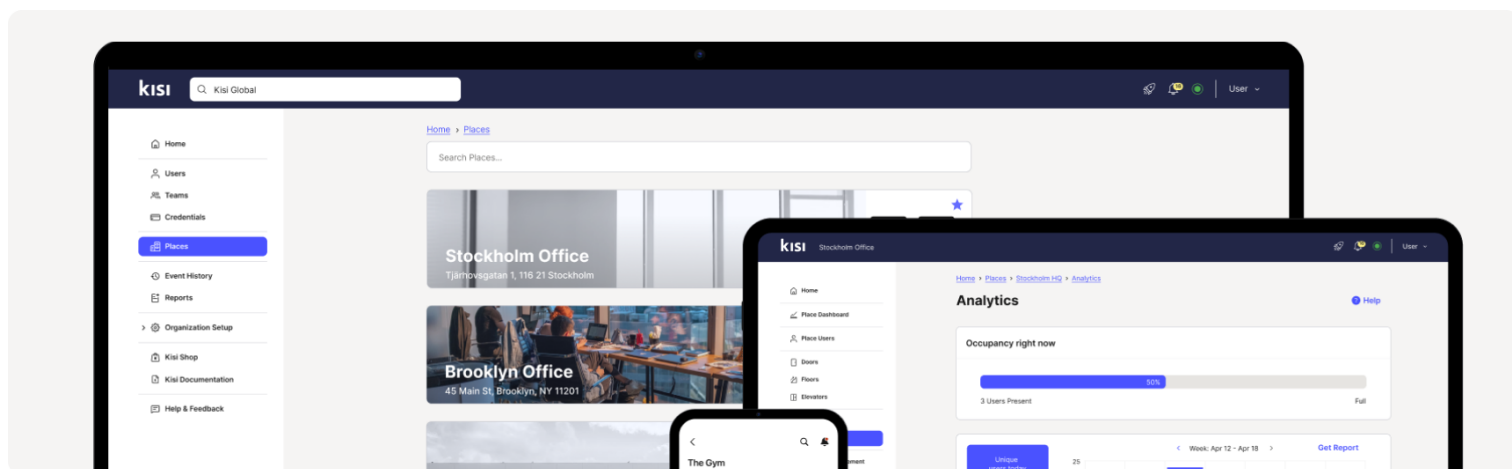 kisi
Kisi Global
User
Home
Users
Teams
Credentials
Places
Event History
Reports
Organization Setup
Kisi Shop
Kisi Documentation
Help & Feedback
Home › Places
Search Places...
Stockholm Office
Tjärhovsgatan 1, 116 21 Stockholm
Brooklyn Office
45 Main St, Brooklyn, NY 11201
kisi
Stockholm Office
User
Home
Place Dashboard
Place Users
Doors
Floors
Elevators
Home › Places › Stockholm HQ › Analytics
Analytics
Help
Occupancy right now
50%
3 Users Present
Full
Unique
users today
Week: Apr 12 - Apr 18
Get Report
25
The Gym